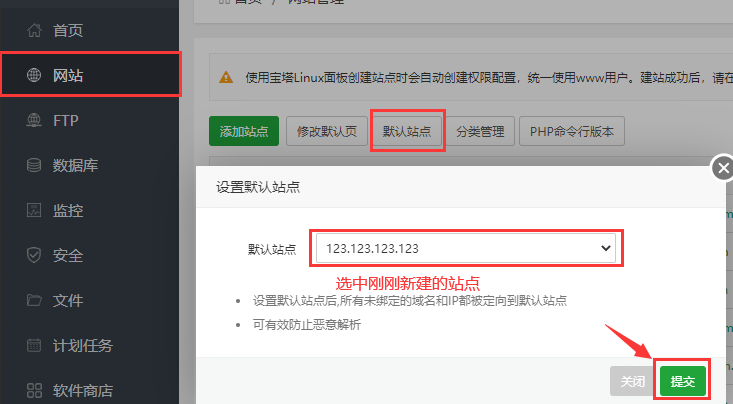 首页 / 网站管理
首页
网站
FTP
数据库
监控
安全
文件
计划任务
软件商店
使用宝塔Linux面板创建站点时会自动创建权限配置，统一使用www用户。建站成功后，请在
添加站点
修改默认页
默认站点
分类管理
PHP命令行版本
设置默认站点
默认站点
123.123.123.123
选中刚刚新建的站点
设置默认站点后,所有未绑定的域名和IP都被定向到默认站点
可有效防止恶意解析
关闭
提交